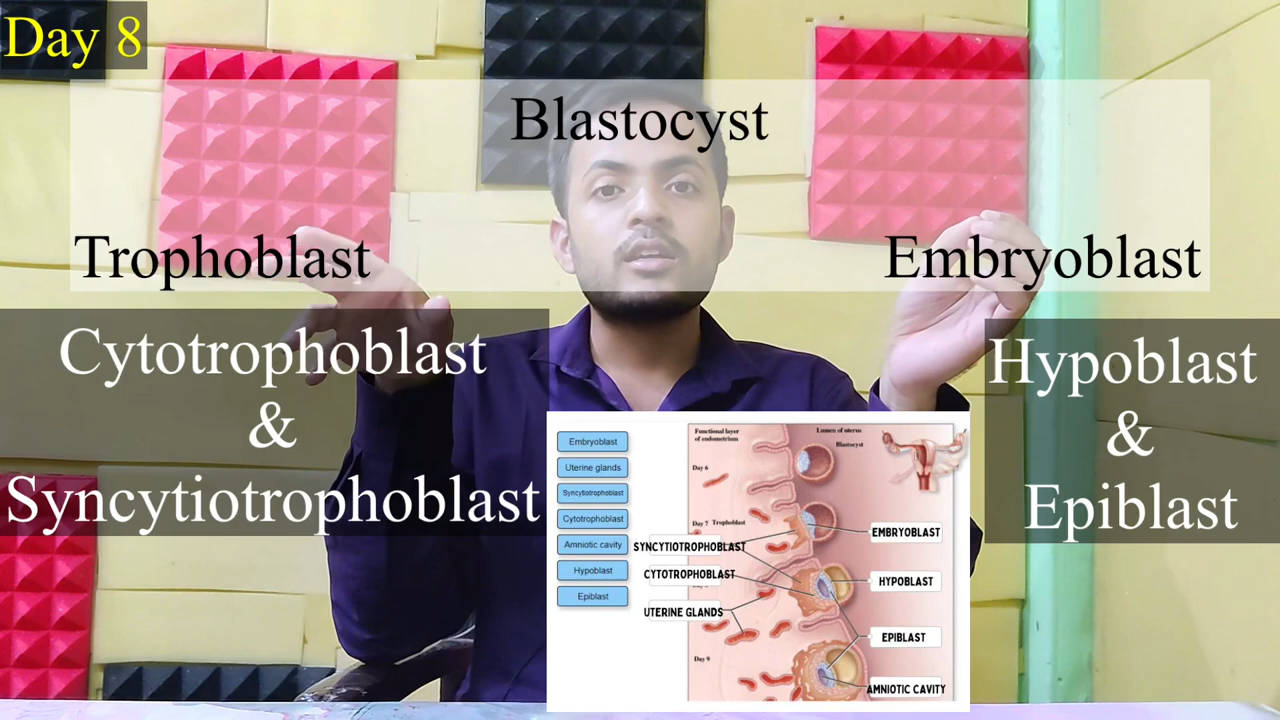 Day 8
Blastocyst
Trophoblast
Embryoblast
Cytotrophoblast
&
Syncytiotrophoblast
Hypoblast
&
Epiblast
Embryoblast
Uterine glands
Syncytiotrophoblast
Cytotrophoblast
Amniotic cavity
Hypoblast
Epiblast
Functional layer
of endometrium
Lumen of uterus
Blastocyst
Day 6
Day 7 Trophoblast
EMBRYOBLAST
SYNCYTIOTROPHOBLAST
CYTOTROPHOBLAST
HYPOBLAST
UTERINE GLANDS
EPIBLAST
Day 9
AMNIOTIC CAVITY